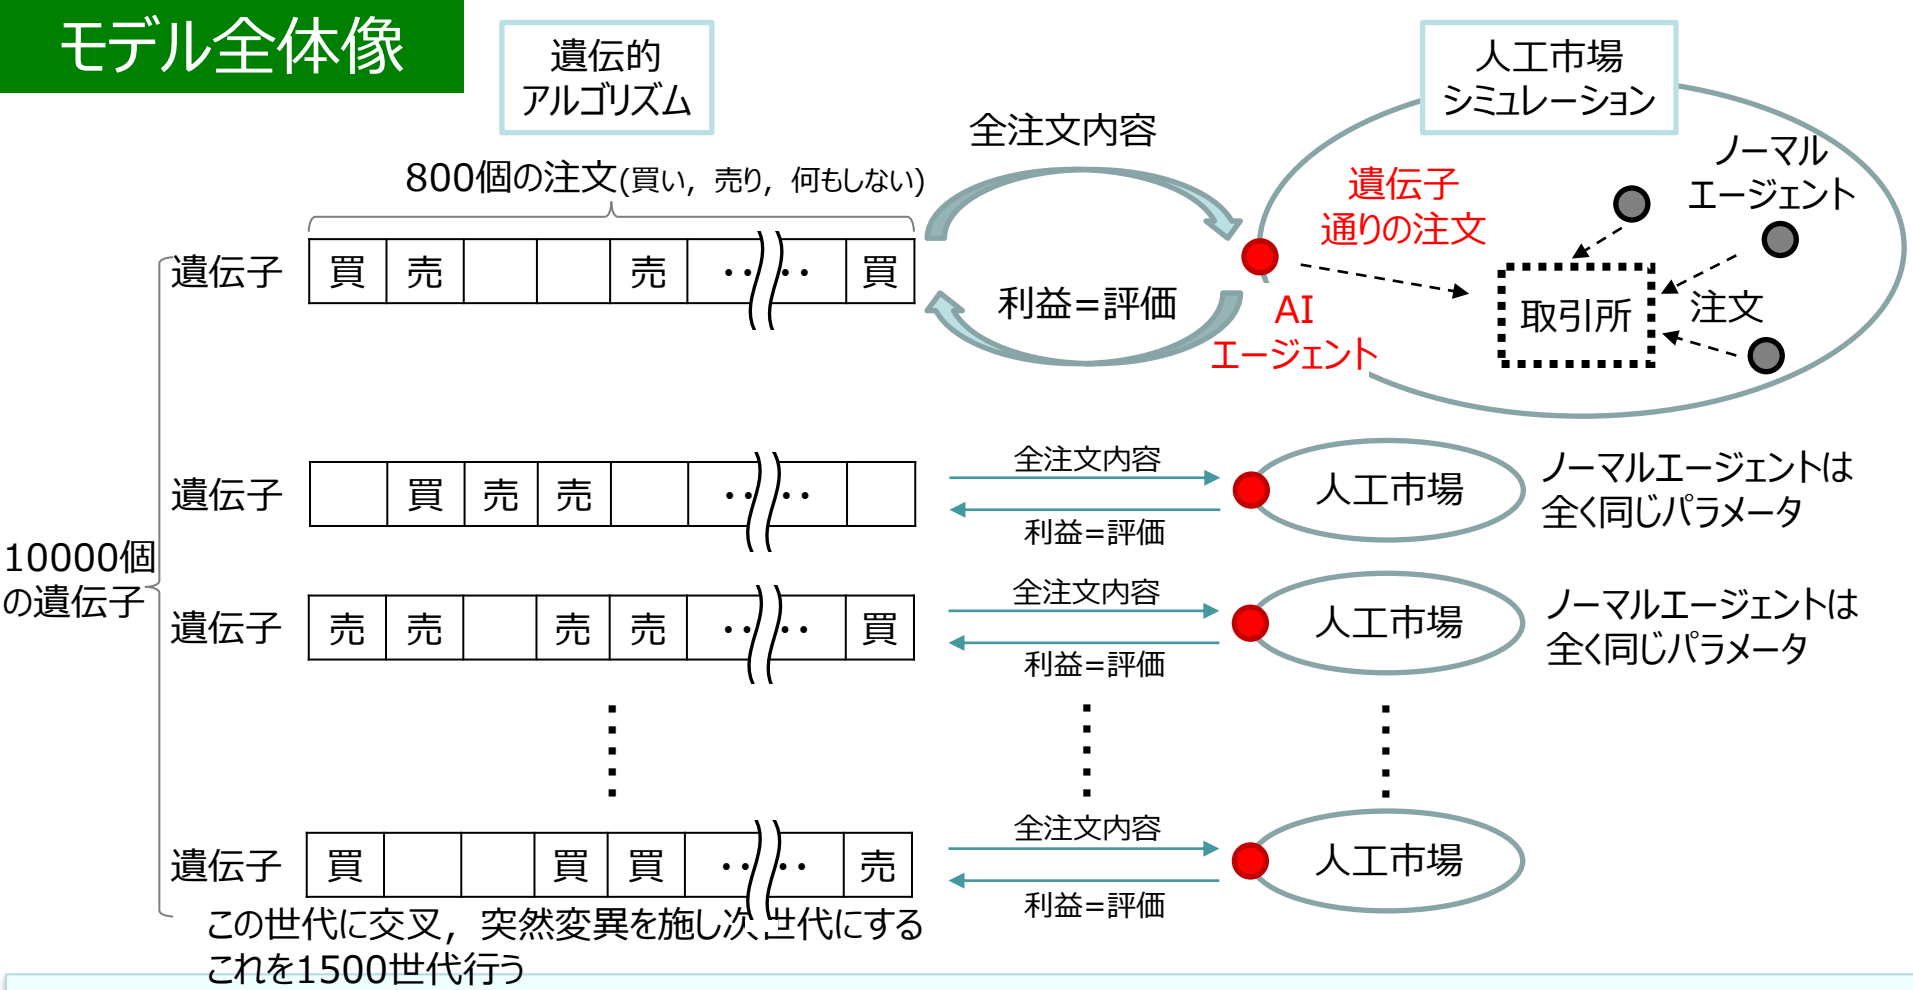 モデル全体像
遺伝的
アルゴリズム
人工市場
シミュレーション
800個の注文(買い，売り，何もしない)
全注文内容
利益=評価
遺伝子
通りの注文
ノーマル
エージェント
取引所
注文
AI
エージェント
遺伝子 買 売 売 ・・・・ 買
遺伝子 買 売 売 ・・・・
全注文内容
利益=評価
人工市場
ノーマルエージェントは
全く同じパラメータ
10000個
の遺伝子
遺伝子 売 売 売 売 ・・・・ 買
全注文内容
利益=評価
人工市場
ノーマルエージェントは
全く同じパラメータ
遺伝子 買 買 買 ・・・・ 売
全注文内容
利益=評価
人工市場
この世代に交叉，突然変異を施し次世代にする
これを1500世代行う